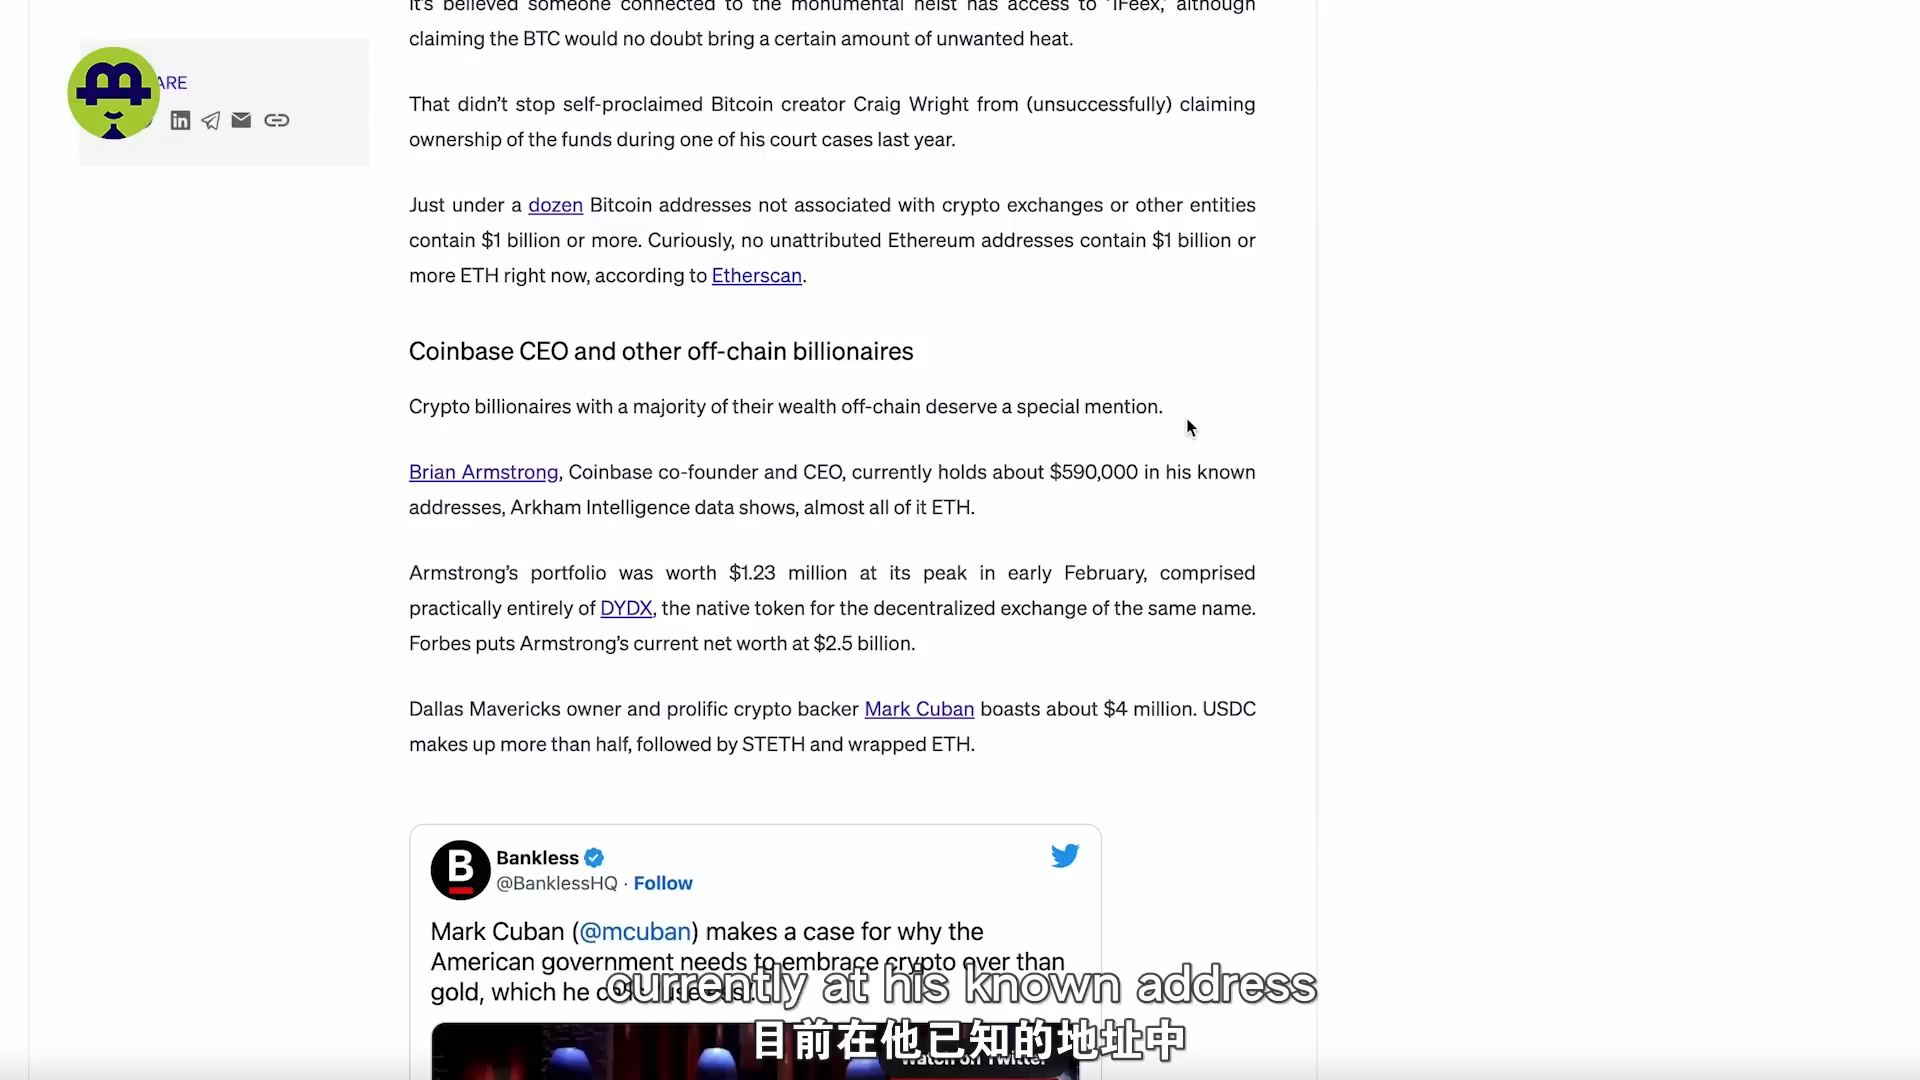 It's believed someone connected to the monumental heist has access to '1Feex,' although
claiming the BTC would no doubt bring a certain amount of unwanted heat.
ARE
That didn't stop self-proclaimed Bitcoin creator Craig Wright from (unsuccessfully) claiming
ownership of the funds during one of his court cases last year.
Just under a dozen Bitcoin addresses not associated with crypto exchanges or other entities
contain $1 billion or more. Curiously, no unattributed Ethereum addresses contain $1 billion or
more ETH right now, according to Etherscan.
Coinbase CEO and other off-chain billionaires
Crypto billionaires with a majority of their wealth off-chain deserve a special mention.
Brian Armstrong, Coinbase co-founder and CEO, currently holds about $590,000 in his known
addresses, Arkham Intelligence data shows, almost all of it ETH.
Armstrong's portfolio was worth $1.23 million at its peak in early February, comprised
practically entirely of DYDX, the native token for the decentralized exchange of the same name.
Forbes puts Armstrong's current net worth at $2.5 billion.
Dallas Mavericks owner and prolific crypto backer Mark Cuban boasts about $4 million. USDC
makes up more than half, followed by STETH and wrapped ETH.
B
Bankless
@BanklessHQ · Follow
Mark Cuban (@mcuban) makes a case for why the
American government needs to embrace crypto over than
gold, which he
currently at his known address
目前在他已知的地址中
Watch on Twitter